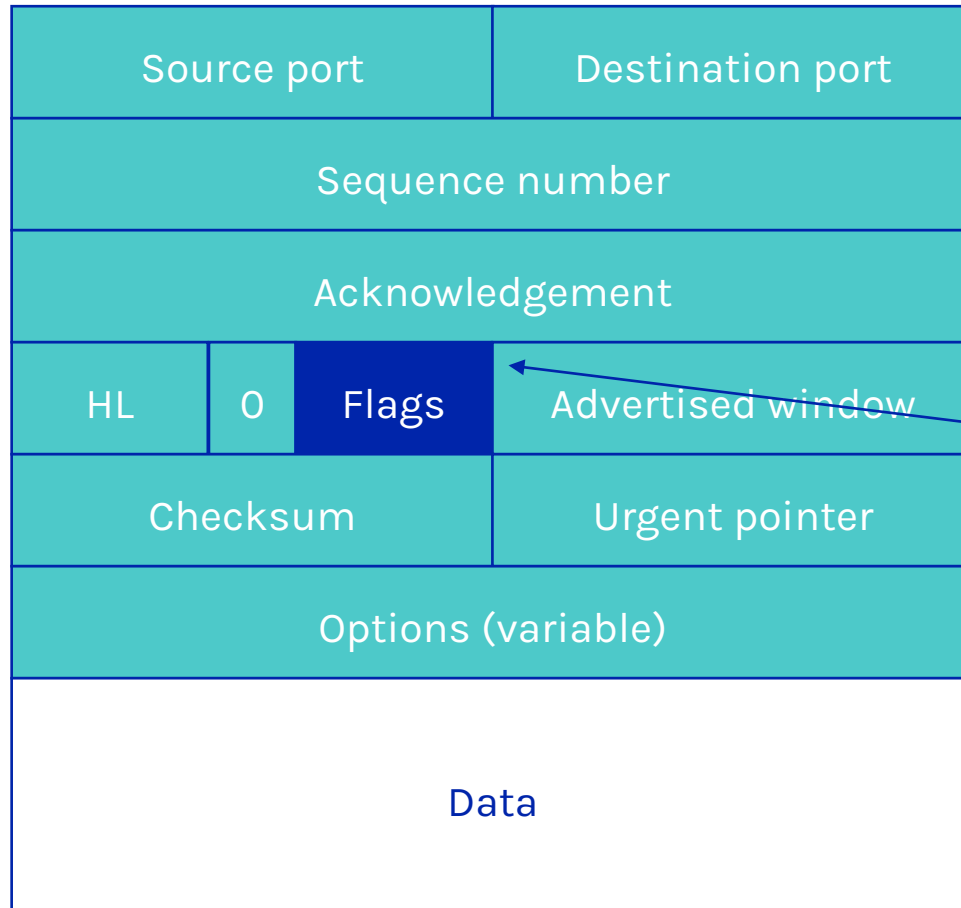 Source port
Destination port
Sequence number
Acknowledgement
HL
0
Flags
Advertised window
Checksum
Urgent pointer
Options (variable)
Data